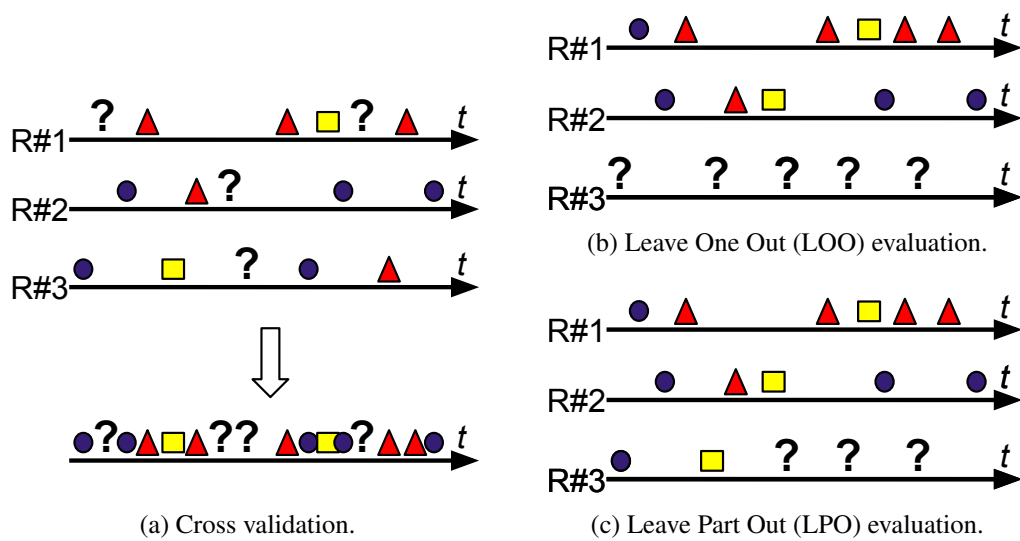 ? ? t
R#1
? t
R#2
? t
R#3
? ?? ? t
(a) Cross validation.
t
R#1
t
R#2
? ? ? ? ? t
R#3
(b) Leave One Out (LOO) evaluation.
t
R#1
t
R#2
? ? ? t
R#3
(c) Leave Part Out (LPO) evaluation.